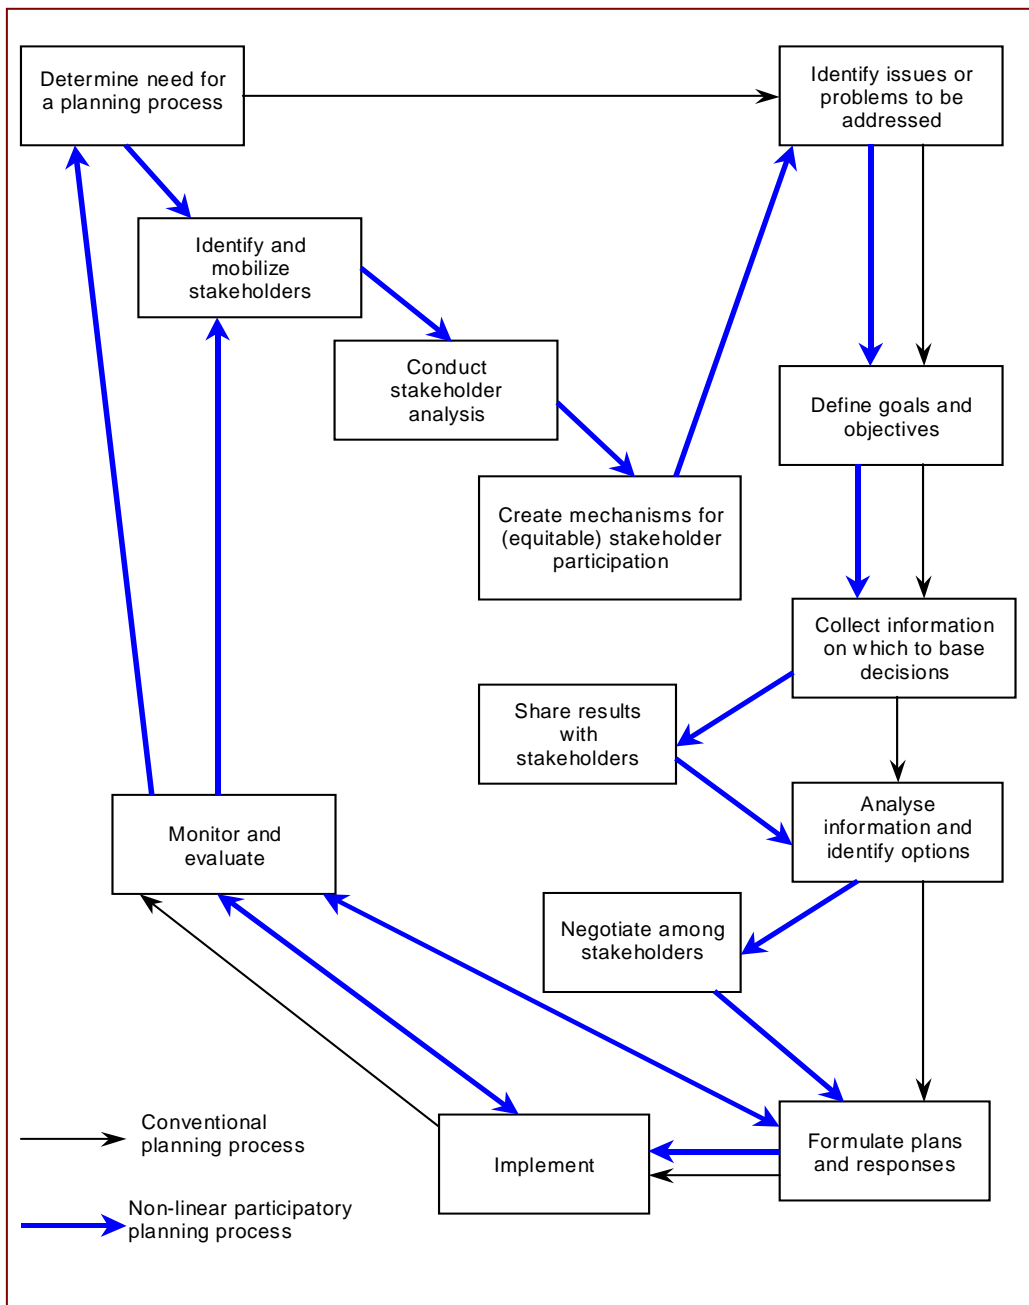 Determine need for
a planning process
Identify issues or
problems to be
addressed
Identify and
mobilize
stakeholders
Conduct
stakeholder
analysis
Define goals and
objectives
Create mechanisms for
(equitable) stakeholder
participation
Collect information
on which to base
decisions
Share results
with
stakeholders
Analyse
information and
identify options
Monitor and
evaluate
Negotiate among
stakeholders
Formulate plans
and responses
Implement
Conventional
planning process
Non-linear participatory
planning process